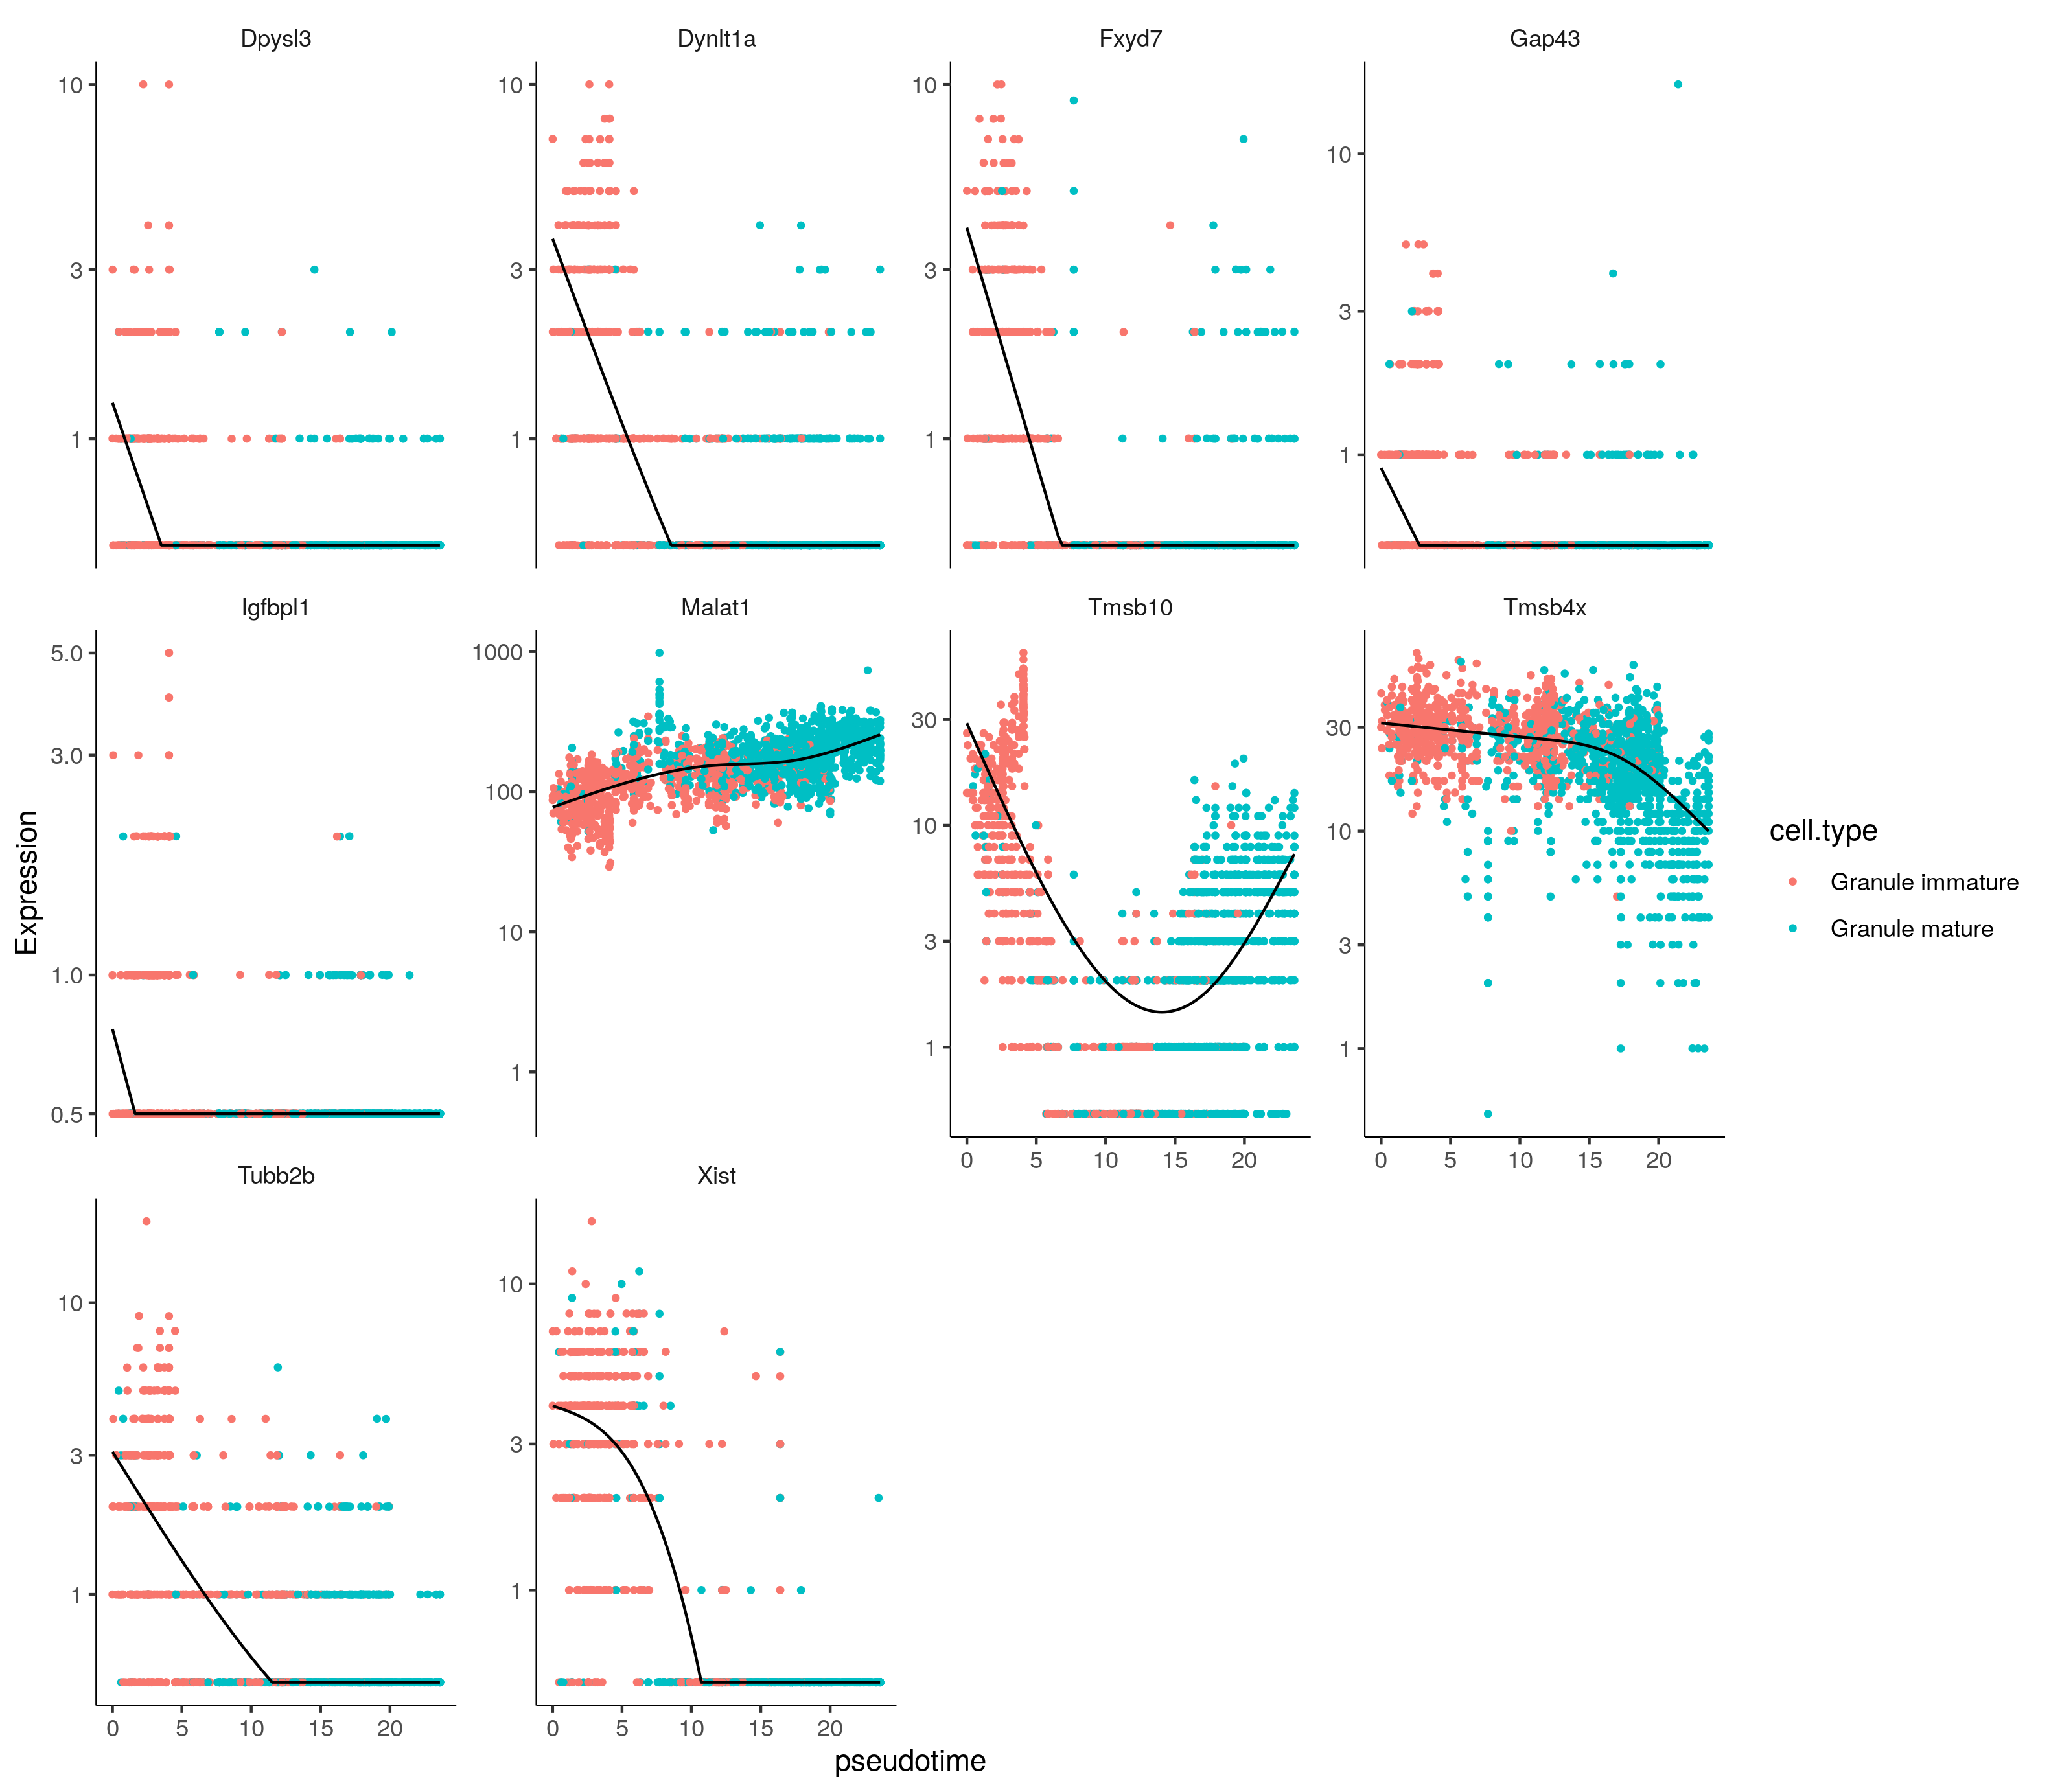 Dpysl3 Dynlt1a Fxyd7 Gap43
10 3 1
10 3 1
10 3 1
10 3 1
Igfbpl1 Malat1 Tmsb10 Tmsb4x
5.0 3.0 1.0 0.5
1000 100 10 1
30 10 3 1
30 10 3 1
0 5 10 15 20
0 5 10 15 20
Tubb2b Xist
10 3 1
10 3 1
0 5 10 15 20
0 5 10 15 20
Expression
pseudotime
cell.type
Granule immature
Granule mature